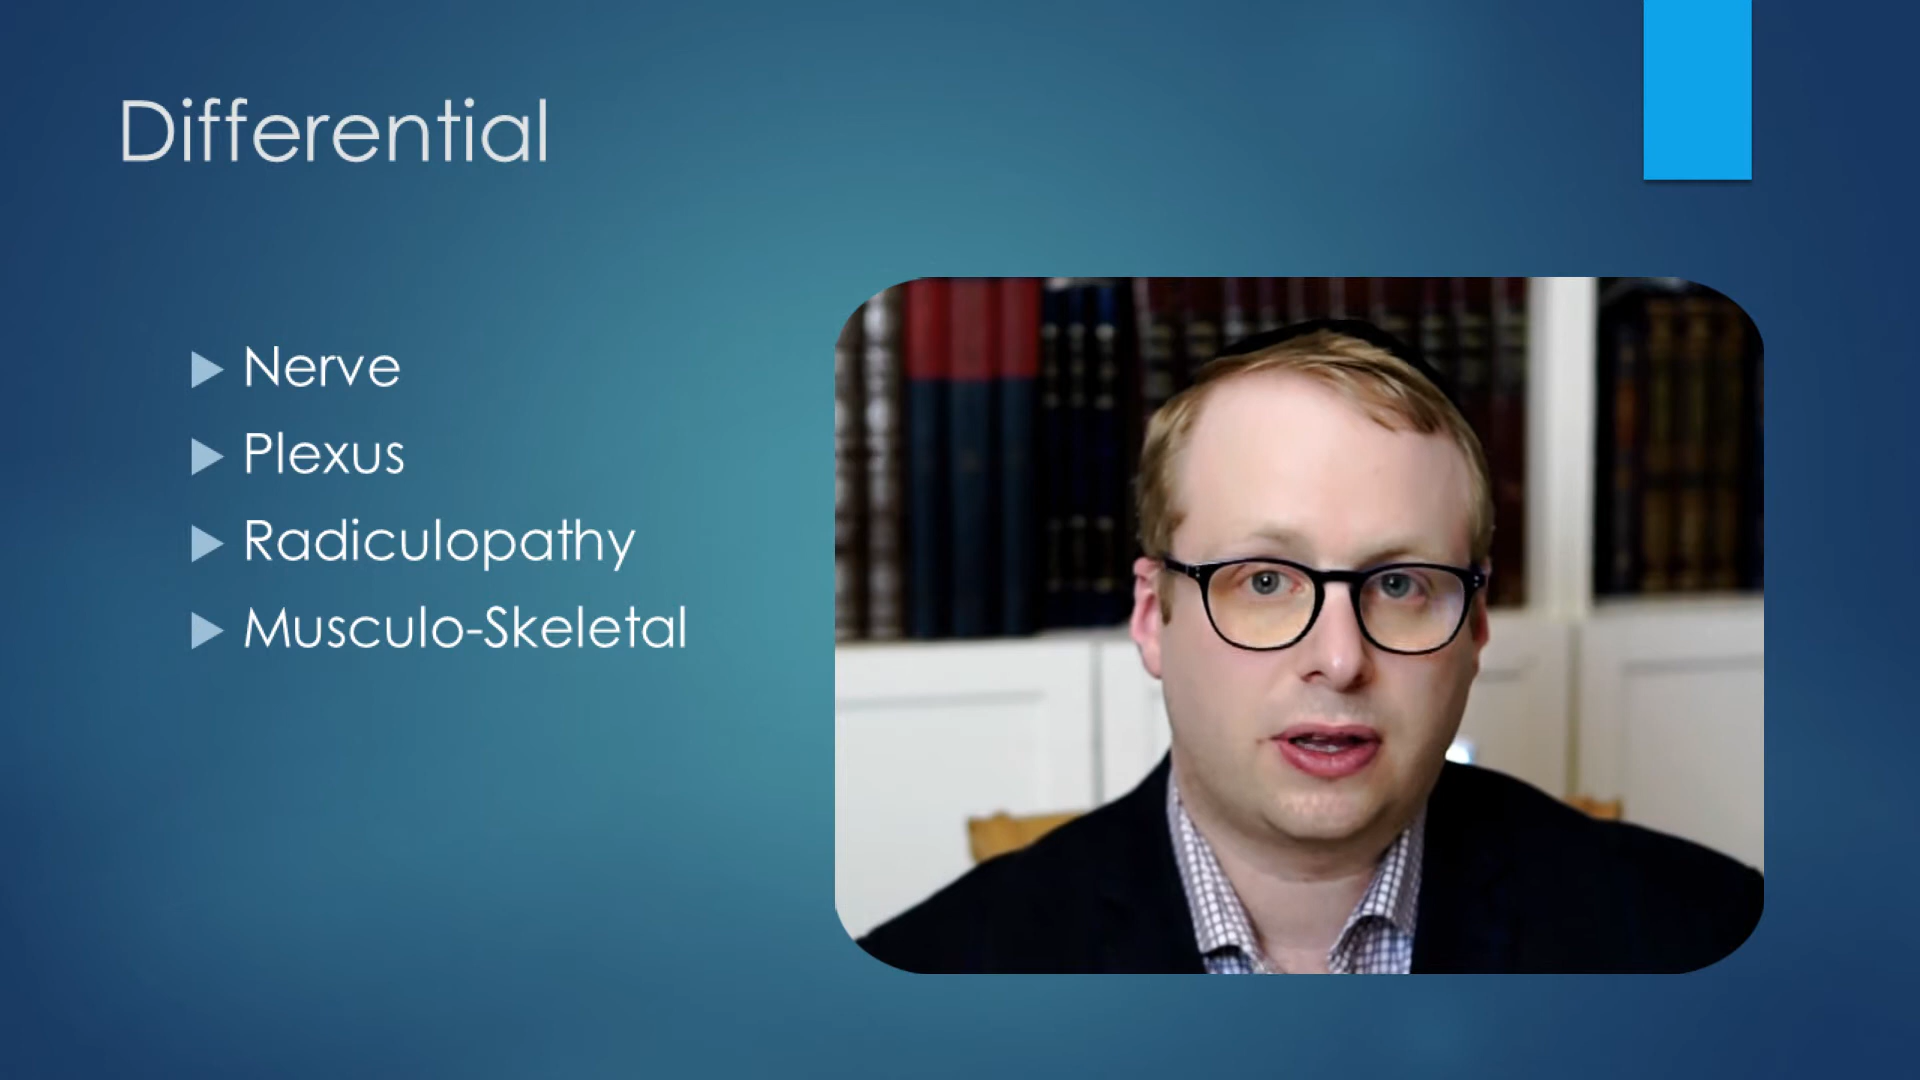 Differential
Nerve
Plexus
Radiculopathy
Musculo-Skeletal